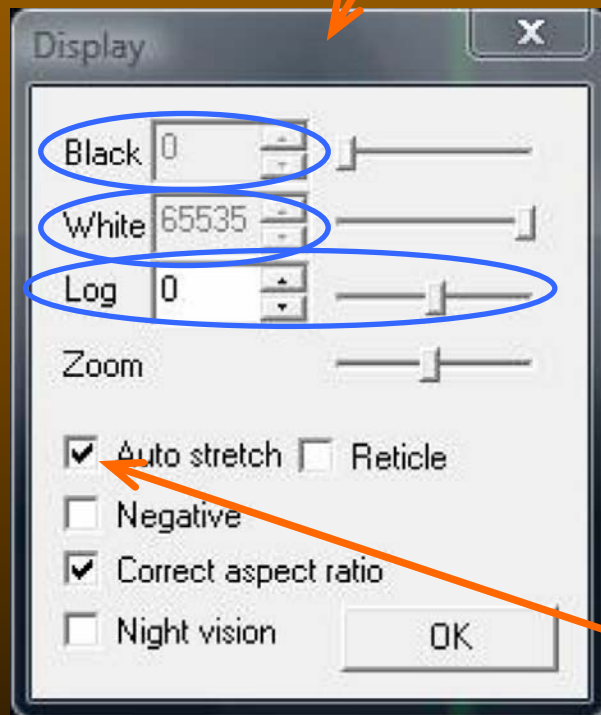 Display X
Black 0
White 65535
Log 0
Zoom
Auto stretch Reticle
Negative
Correct aspect ratio
Night vision OK